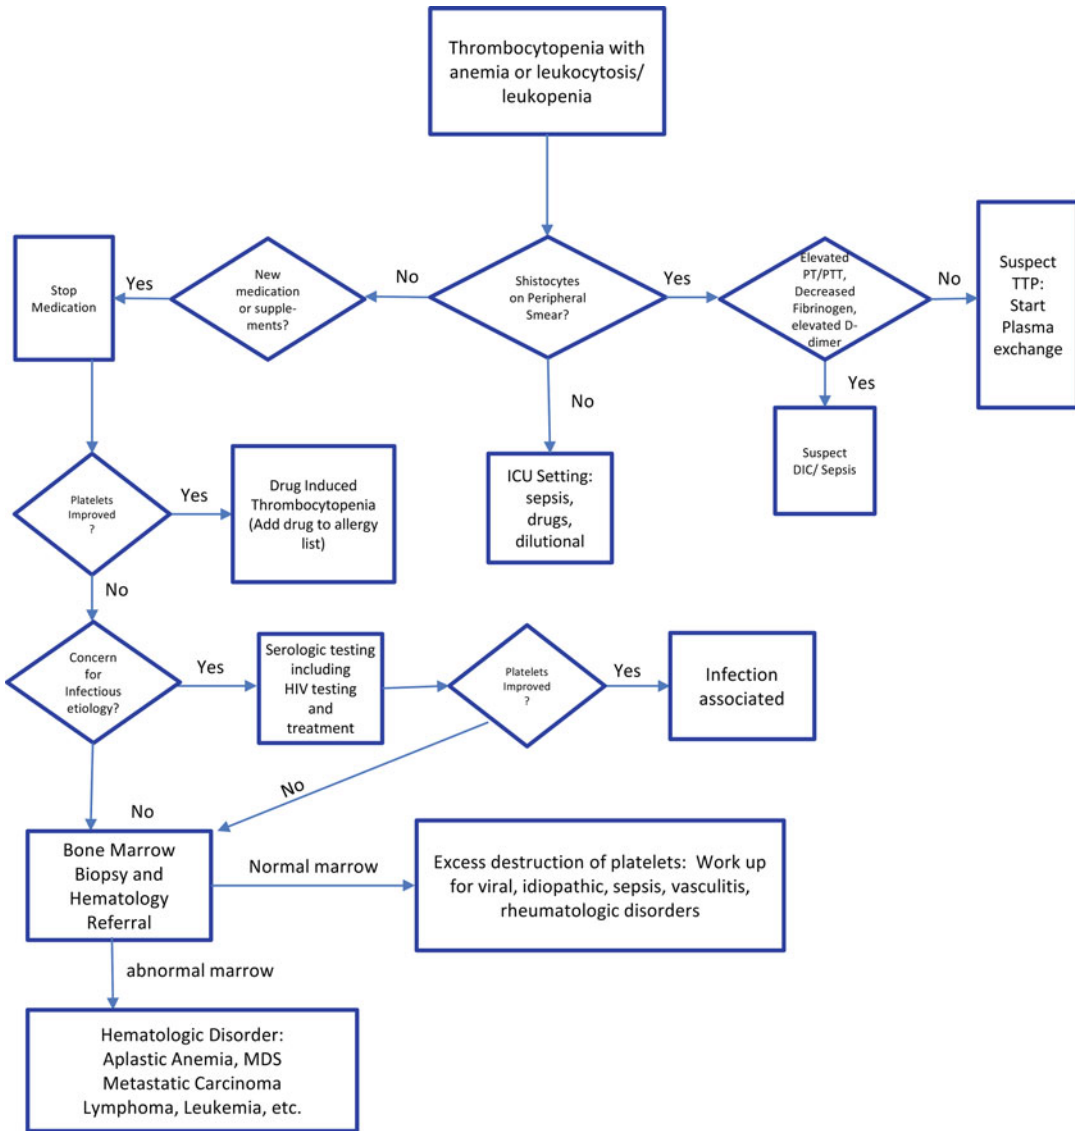 Thrombocytopenia with
anemia or leukocytosis/
leukopenia
Stop
Medication
Yes
New
medication
or supple-
ments?
No
Shistocytes
on Peripheral
Smear?
Yes
Elevated
PT/PTT,
Decreased
Fibrinogen,
elevated D-
dimer
No
Suspect
TTP:
Start
Plasma
exchange
No
Yes
ICU Setting:
sepsis,
drugs,
dilutional
Suspect
DIC/ Sepsis
Platelets
Improved
?
Yes
Drug Induced
Thrombocytopenia
(Add drug to allergy
list)
No
Concern
for
Infectious
etiology?
Yes
Serologic testing
including
HIV testing
and
treatment
Platelets
Improved
?
Yes
Infection
associated
No
No
Bone Marrow
Biopsy and
Hematology
Referral
Normal marrow
Excess destruction of platelets: Work up
for viral, idiopathic, sepsis, vasculitis,
rheumatologic disorders
abnormal marrow
Hematologic Disorder:
Aplastic Anemia, MDS
Metastatic Carcinoma
Lymphoma, Leukemia, etc.